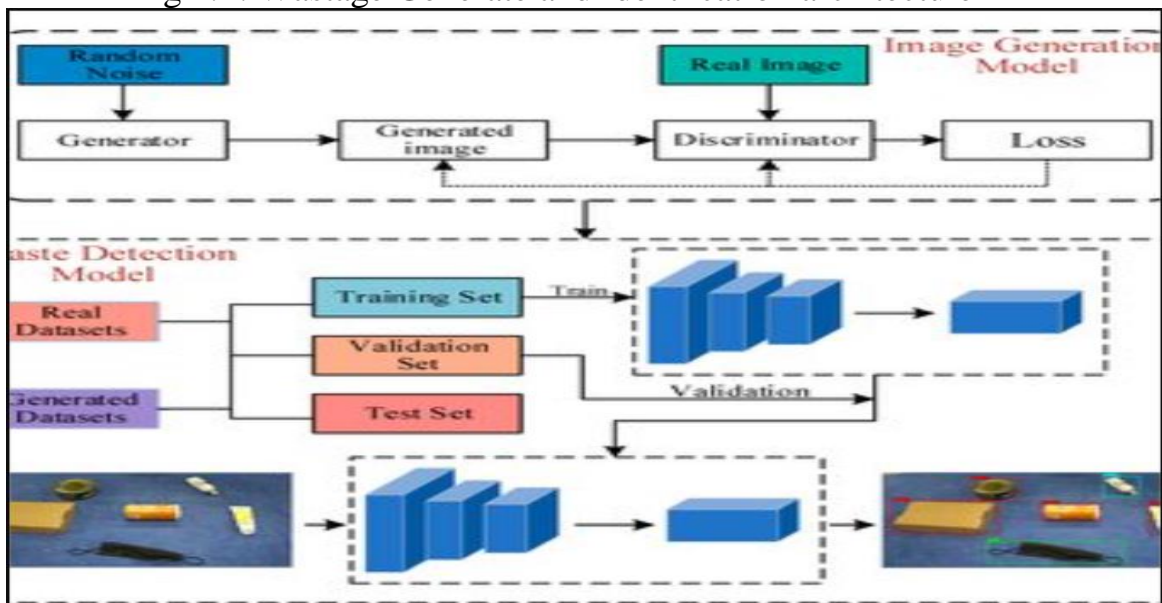 Random
Noise
Real Image
Image Generation
Model
Generator
Generated
image
Discriminator
Loss
aste Detection
Model
Real
Datasets
Training Set
Train
Validation
Set
Validation
Generated
Datasets
Test Set